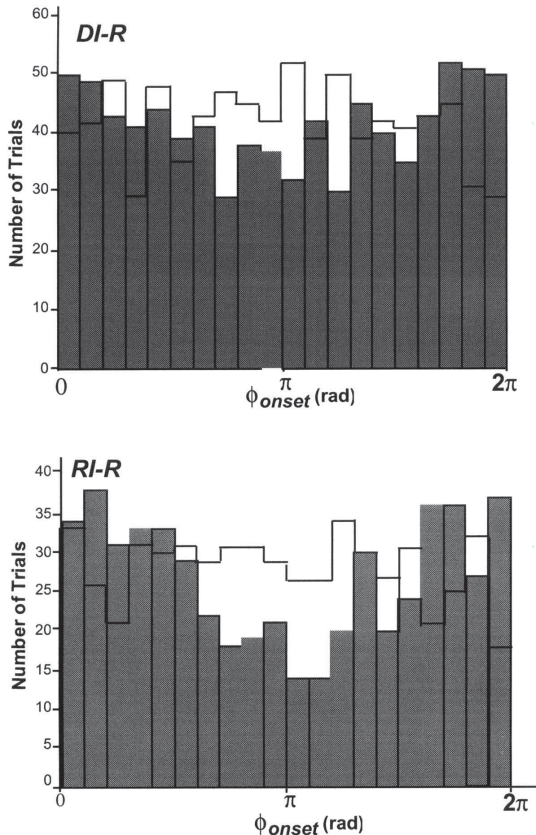 DI-R
Number of Trials
60
50
40
30
20
10
0
0 π 2π
ϕonset (rad)
RI-R
Number of Trials
40
35
30
25
20
15
10
5
0
0 π 2π
ϕonset (rad)